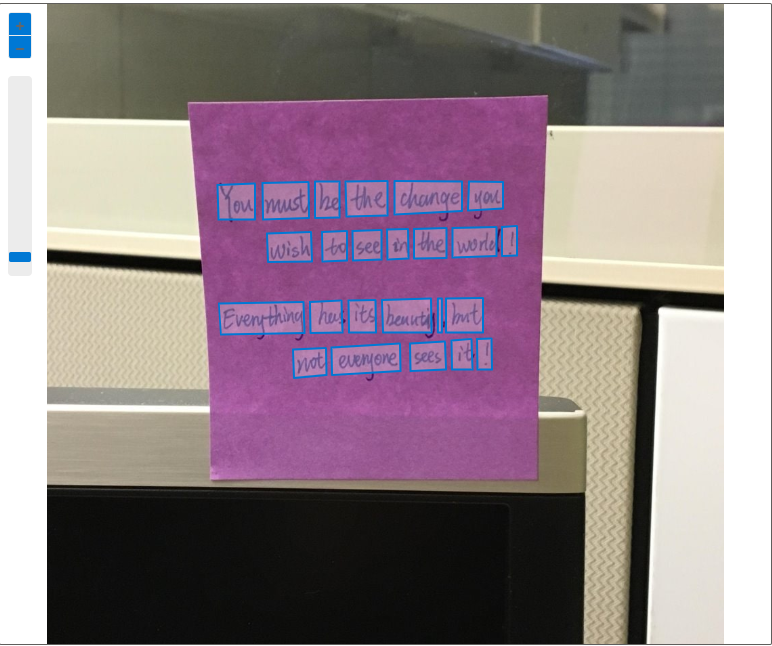 You must be the change you
wish to see in the world!
Everything has its beauty, but
not everyone sees it!